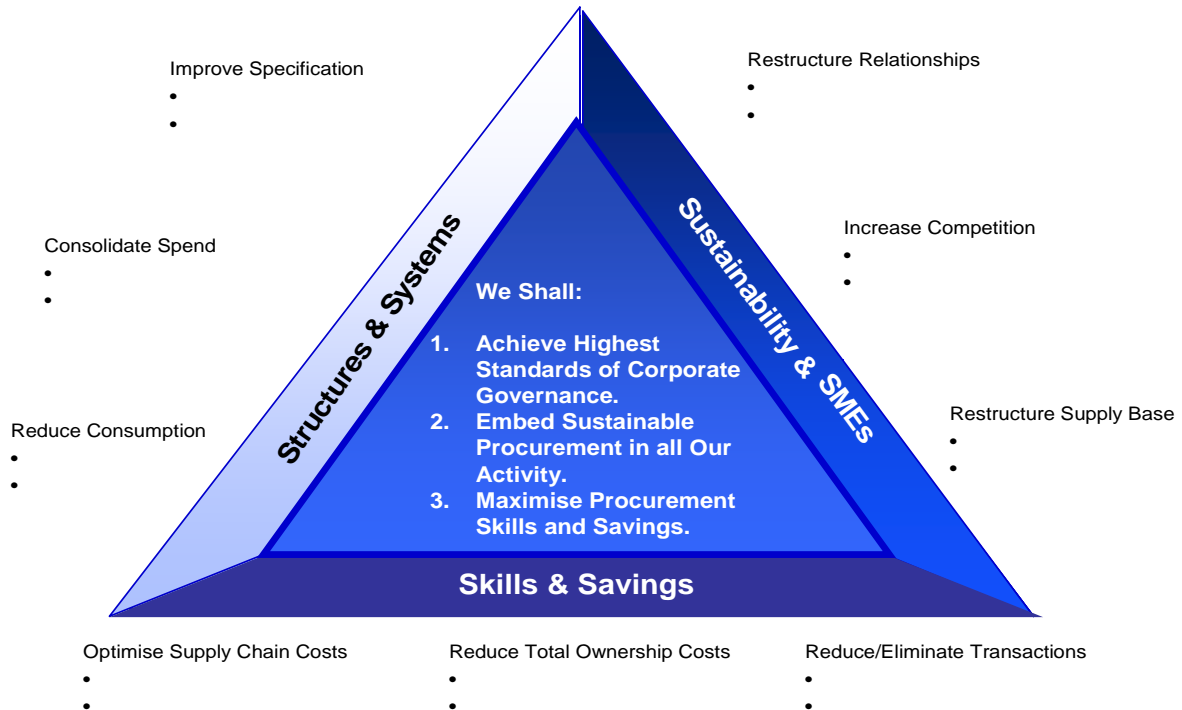 Improve Specification
•
•
Restructure Relationships
•
•
Consolidate Spend
•
•
Increase Competition
•
•
Reduce Consumption
•
•
Restructure Supply Base
•
•
Structures & Systems
Sustainability & SMEs
We Shall:
1. Achieve Highest
Standards of Corporate
Governance.
2. Embed Sustainable
Procurement in all Our
Activity.
3. Maximise Procurement
Skills and Savings.
Skills & Savings
Optimise Supply Chain Costs
•
•
Reduce Total Ownership Costs
•
•
Reduce/Eliminate Transactions
•
•